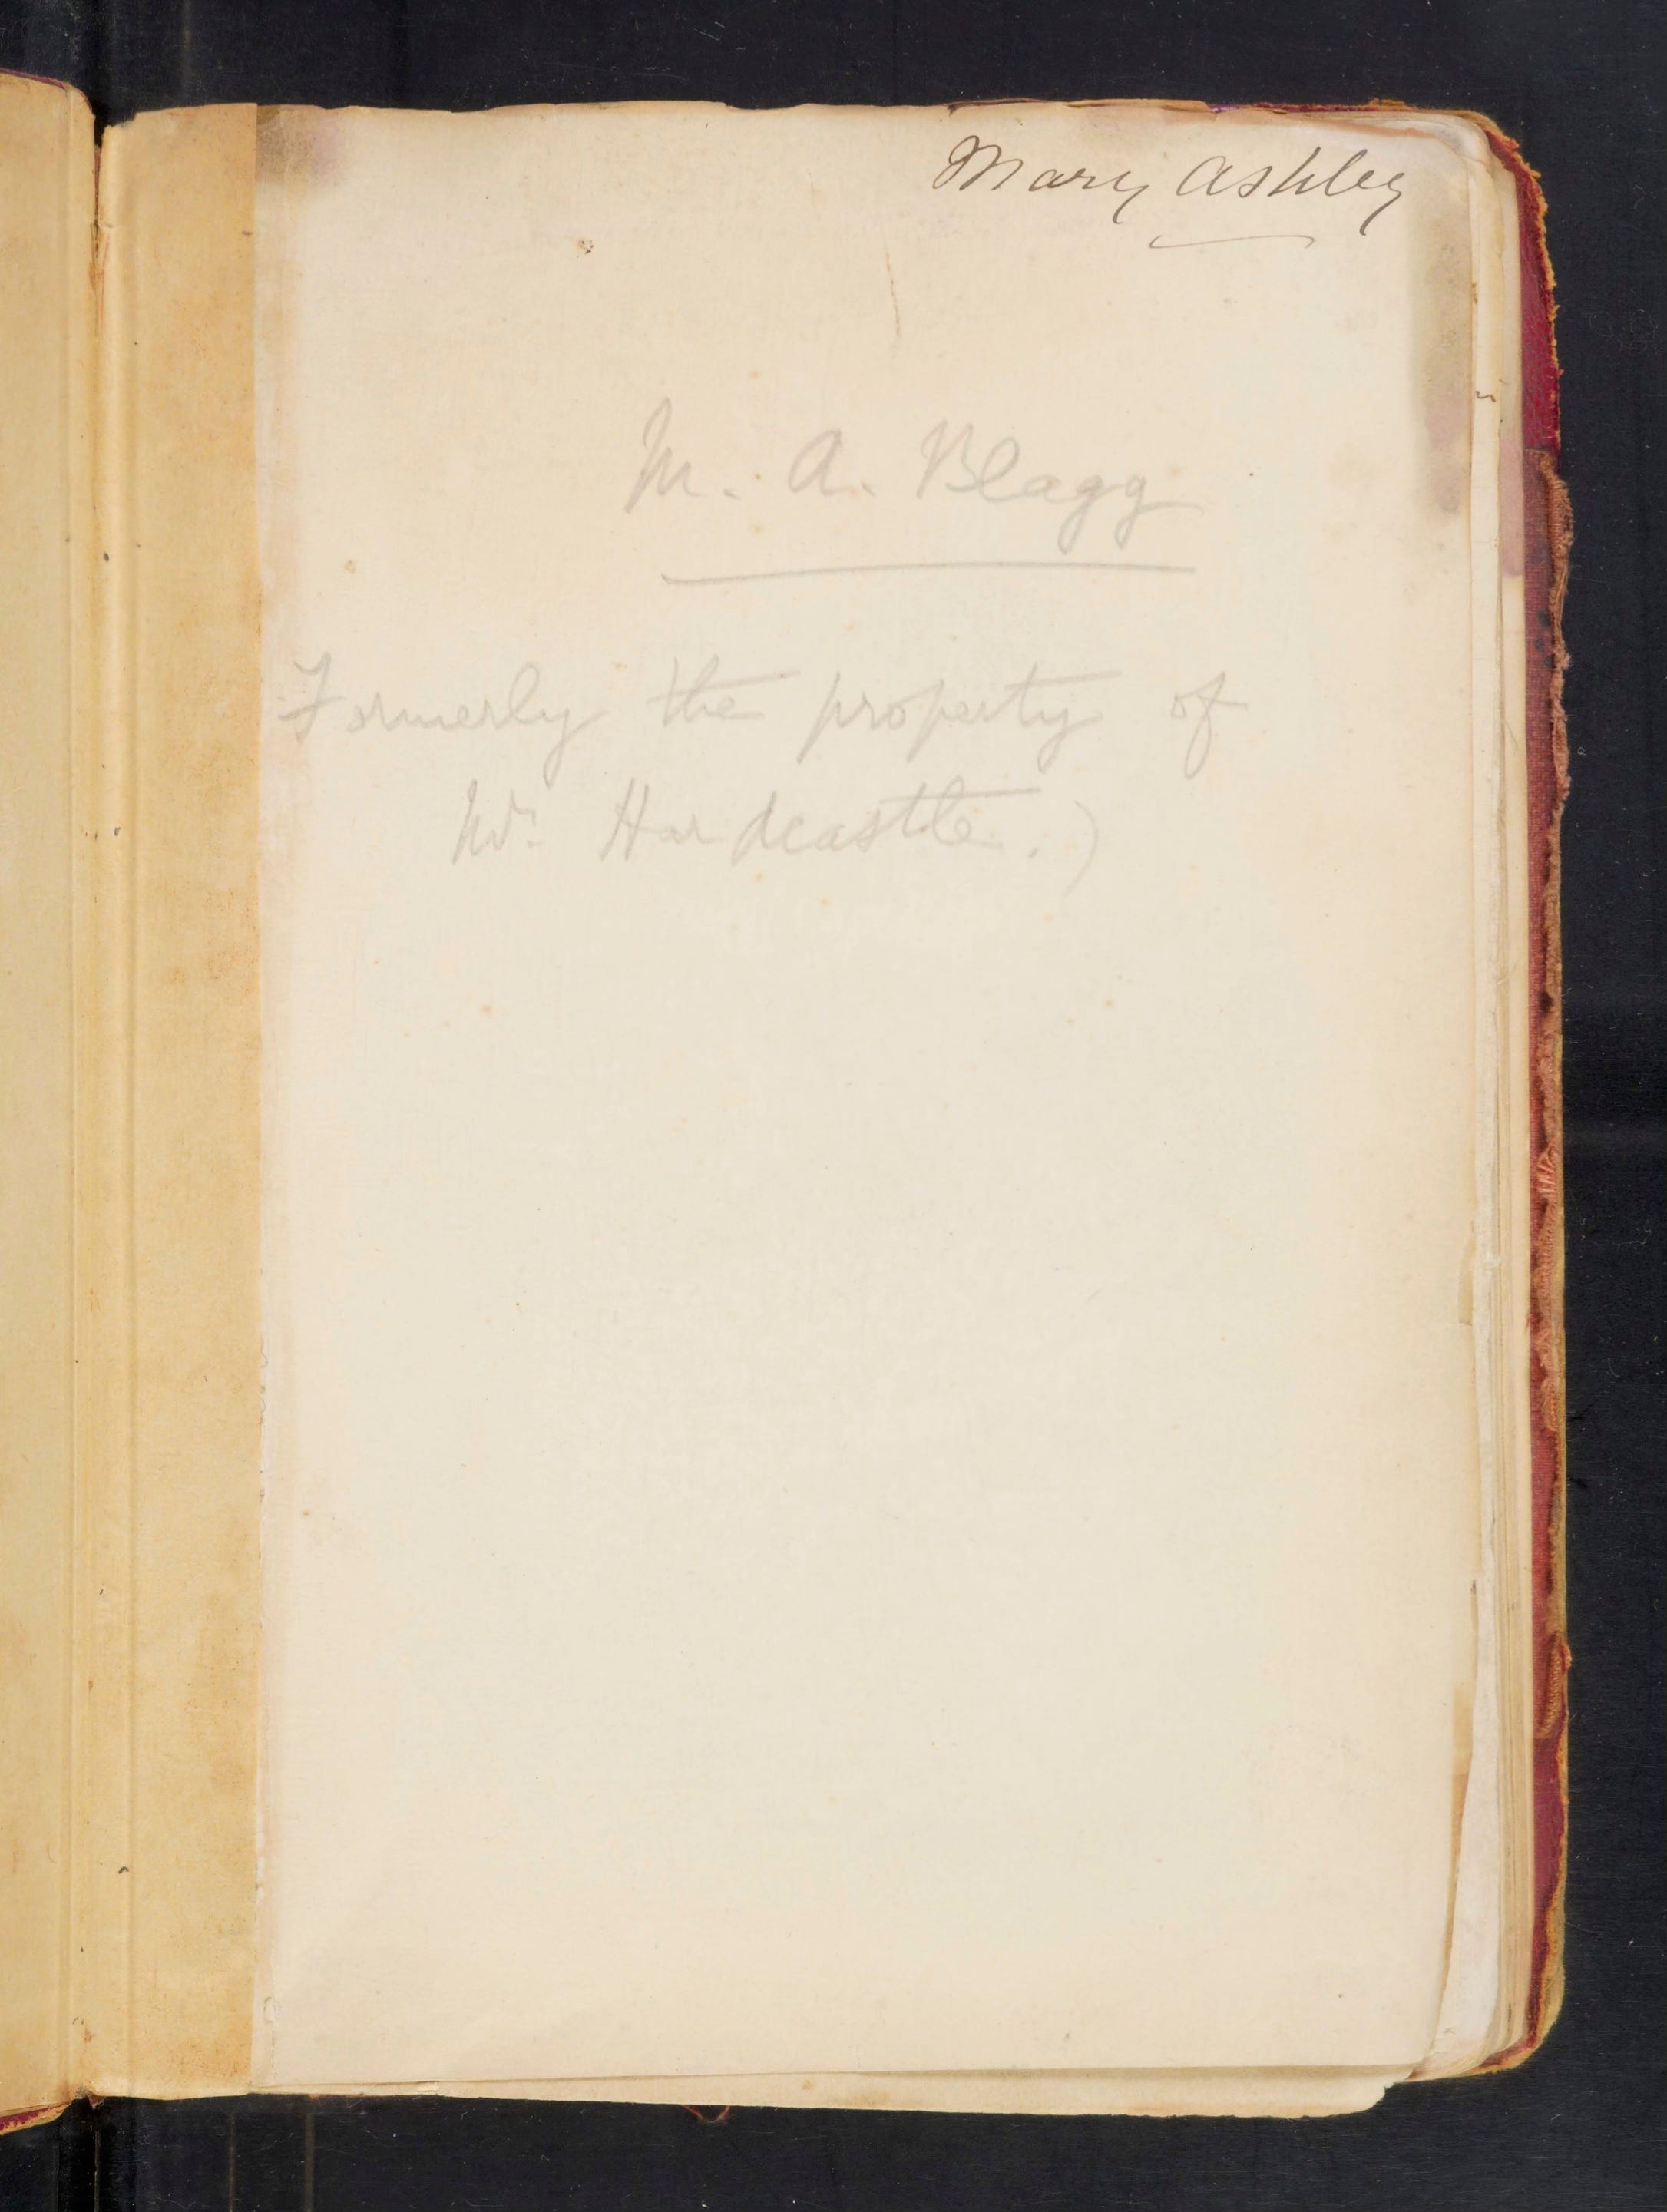 Mary Ashley
M. A. Blagg
Formerly the property of
Mr. Hardcastle.)